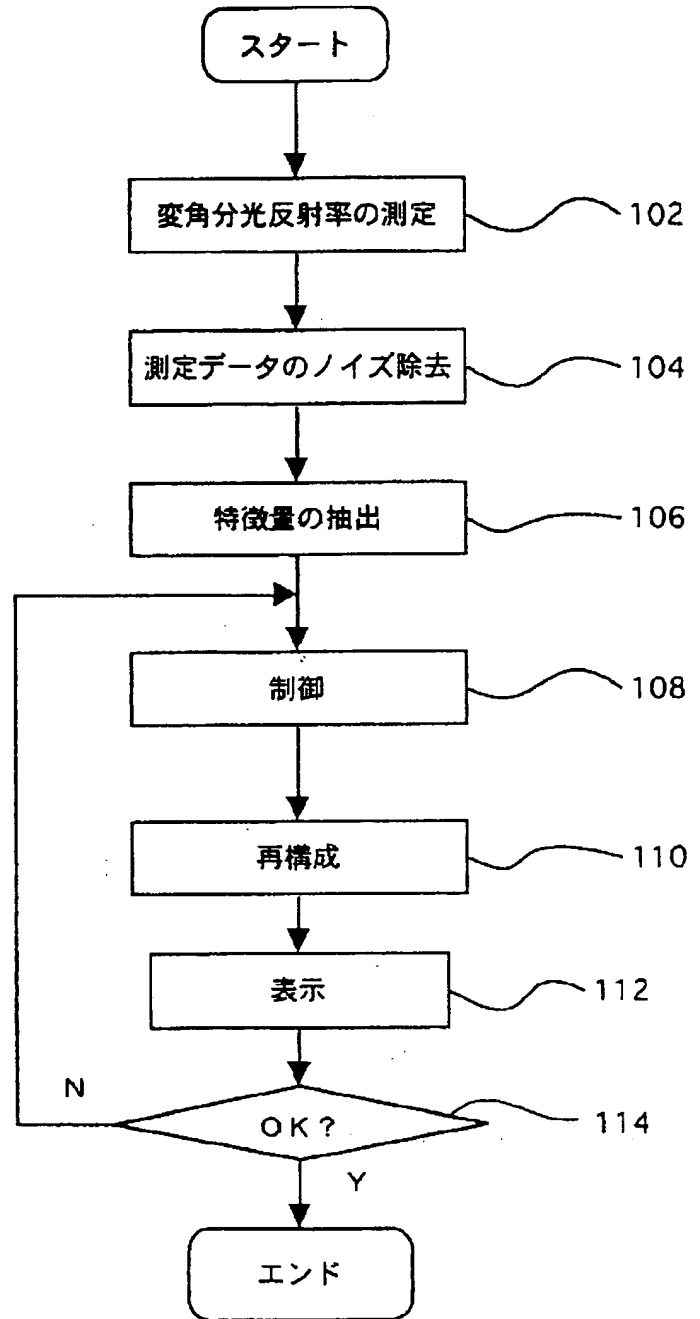 スタート
変角分光反射率の測定
102
測定データのノイズ除去
104
特徴量の抽出
106
制御
108
再構成
110
表示
112
N
OK?
114
Y
エンド